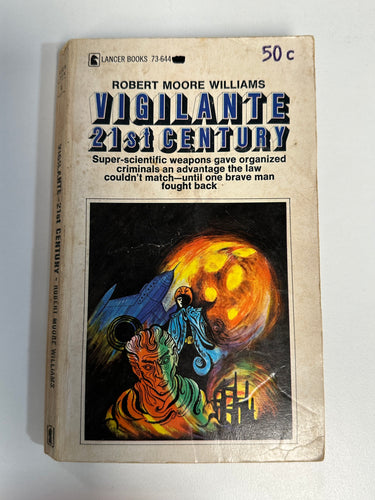 LANCER BOOKS 73-644
50 c
ROBERT MOORE WILLIAMS
VIGILANTE
21st CENTURY
Super-scientific weapons gave organized
criminals an advantage the law
couldn't match—until one brave man
fought back
VIGILANTE - 21st CENTURY - ROBERT MOORE WILLIAMS